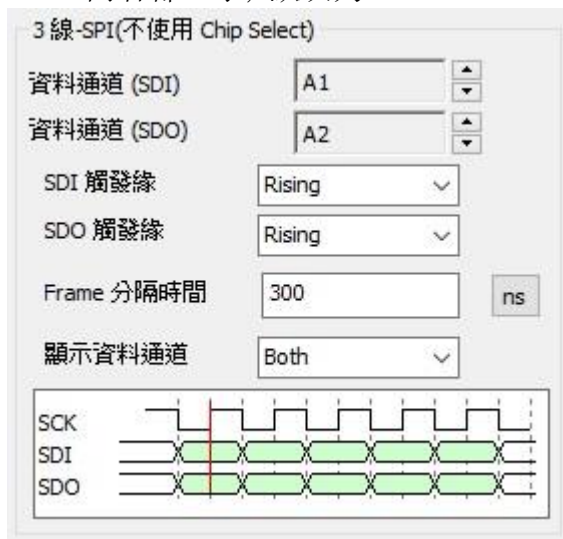 3 線-SPI(不使用 Chip Select)
資料通道 (SDI)
A1
資料通道 (SDO)
A2
SDI 觸發緣
Rising
SDO 觸發緣
Rising
Frame 分隔時間
300
ns
顯示資料通道
Both
SCK
SDI
SDO